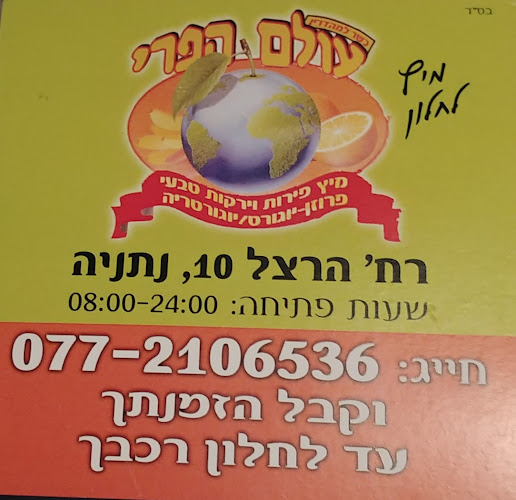 בס"ד
כשר למהדרין
עולם הפרי
מיץ
לחלון
מיץ פירות וירקות טבעי
פרוזן-יוגורט/יוגורטריה
רח' הרצל 10, נתניה
שעות פתיחה: 08:00-24:00
חייג: 077-2106536
וקבל הזמנתך
עד לחלון רכבך